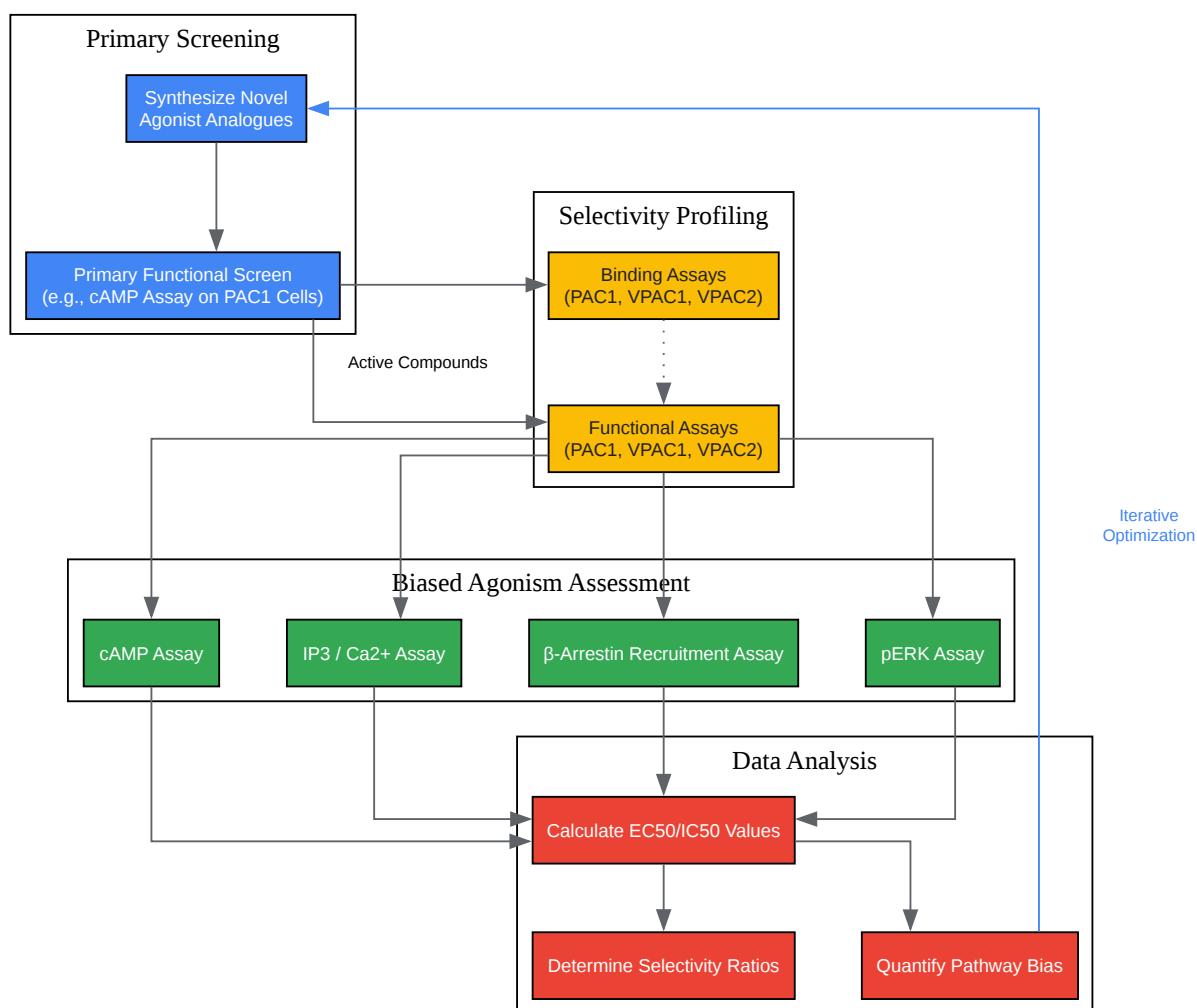 Primary Screening
Synthesize Novel
Agonist Analogues
Primary Functional Screen
(e.g., cAMP Assay on PAC1 Cells)
Selectivity Profiling
Binding Assays
(PAC1, VPAC1, VPAC2)
Active Compounds
Functional Assays
(PAC1, VPAC1, VPAC2)
Iterative
Optimization
Biased Agonism Assessment
cAMP Assay
IP3 / Ca2+ Assay
β-Arrestin Recruitment Assay
pERK Assay
Data Analysis
Calculate EC50/IC50 Values
Determine Selectivity Ratios
Quantify Pathway Bias